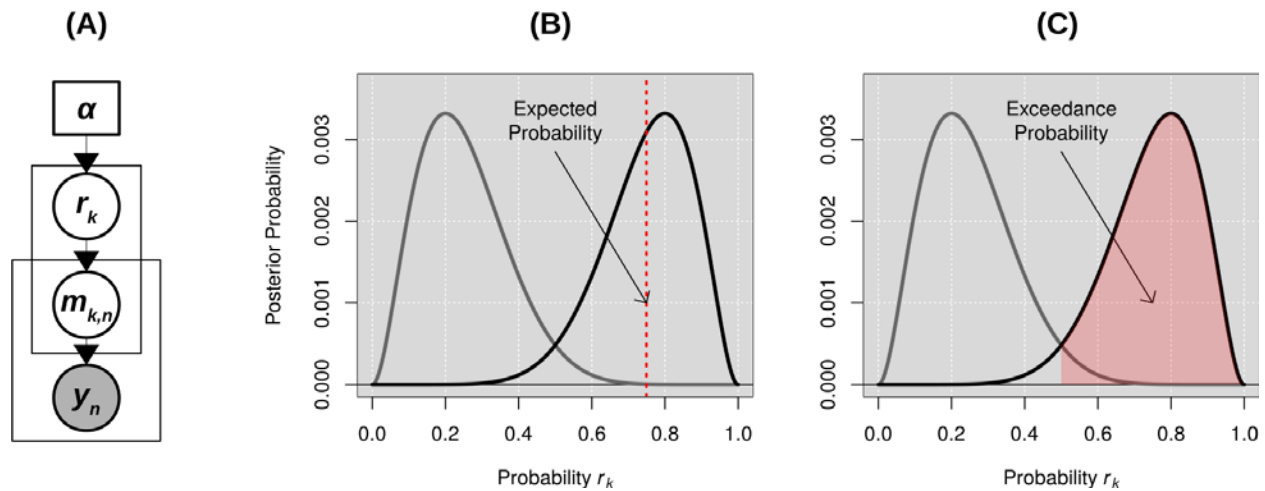 (A)
α
r_k
m_{k,n}
y_n
(B)
Expected
Probability
Posterior Probability
0.003
0.002
0.001
0.000
0.0 0.2 0.4 0.6 0.8 1.0
Probability r_k
(C)
Exceedance
Probability
0.003
0.002
0.001
0.000
0.0 0.2 0.4 0.6 0.8 1.0
Probability r_k